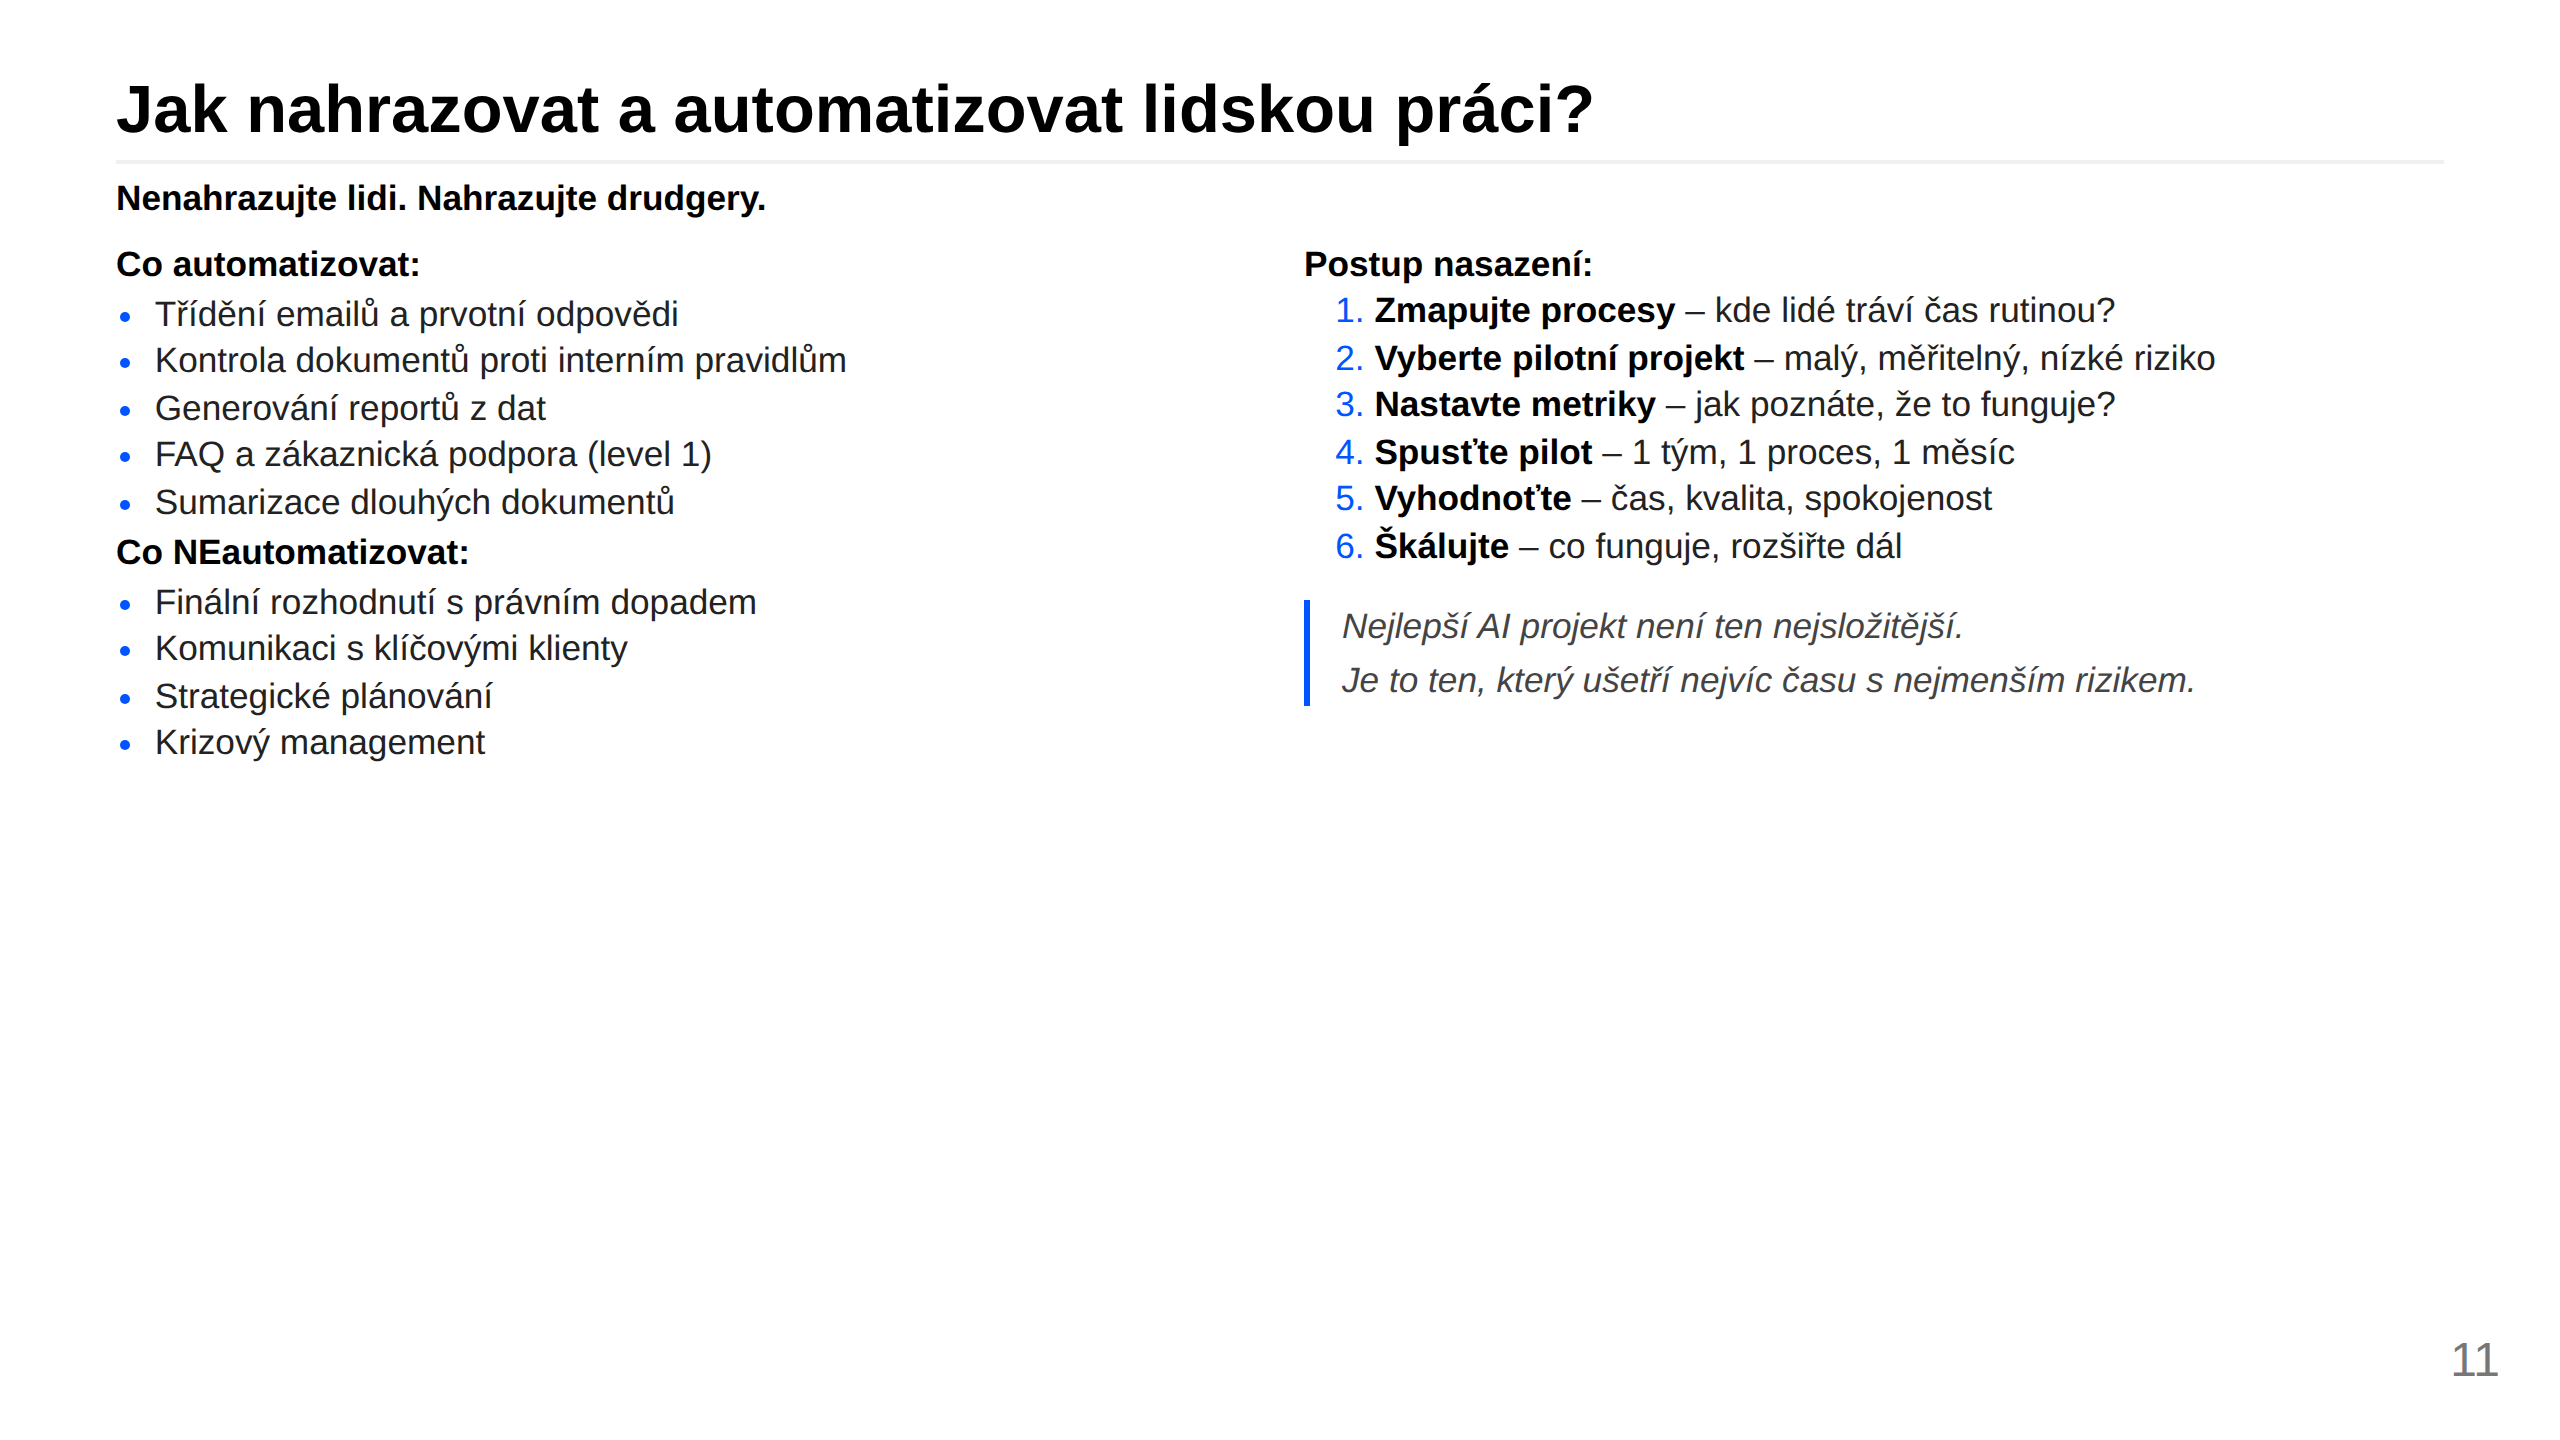 Jak nahrazovat a automatizovat lidskou práci?
Nenahrazujte lidi. Nahrazujte drudgery.
Co automatizovat:
• Třídění emailů a prvotní odpovědi
• Kontrola dokumentů proti interním pravidlům
• Generování reportů z dat
• FAQ a zákaznická podpora (level 1)
• Sumarizace dlouhých dokumentů
Co NEautomatizovat:
• Finální rozhodnutí s právním dopadem
• Komunikaci s klíčovými klienty
• Strategické plánování
• Krizový management
Postup nasazení:
1. Zmapujte procesy – kde lidé tráví čas rutinou?
2. Vyberte pilotní projekt – malý, měřitelný, nízké riziko
3. Nastavte metriky – jak poznáte, že to funguje?
4. Spusťte pilot – 1 tým, 1 proces, 1 měsíc
5. Vyhodnoťte – čas, kvalita, spokojenost
6. Škálujte – co funguje, rozšiřte dál
Nejlepší AI projekt není ten nejsložitější.
Je to ten, který ušetří nejvíc času s nejmenším rizikem.
11